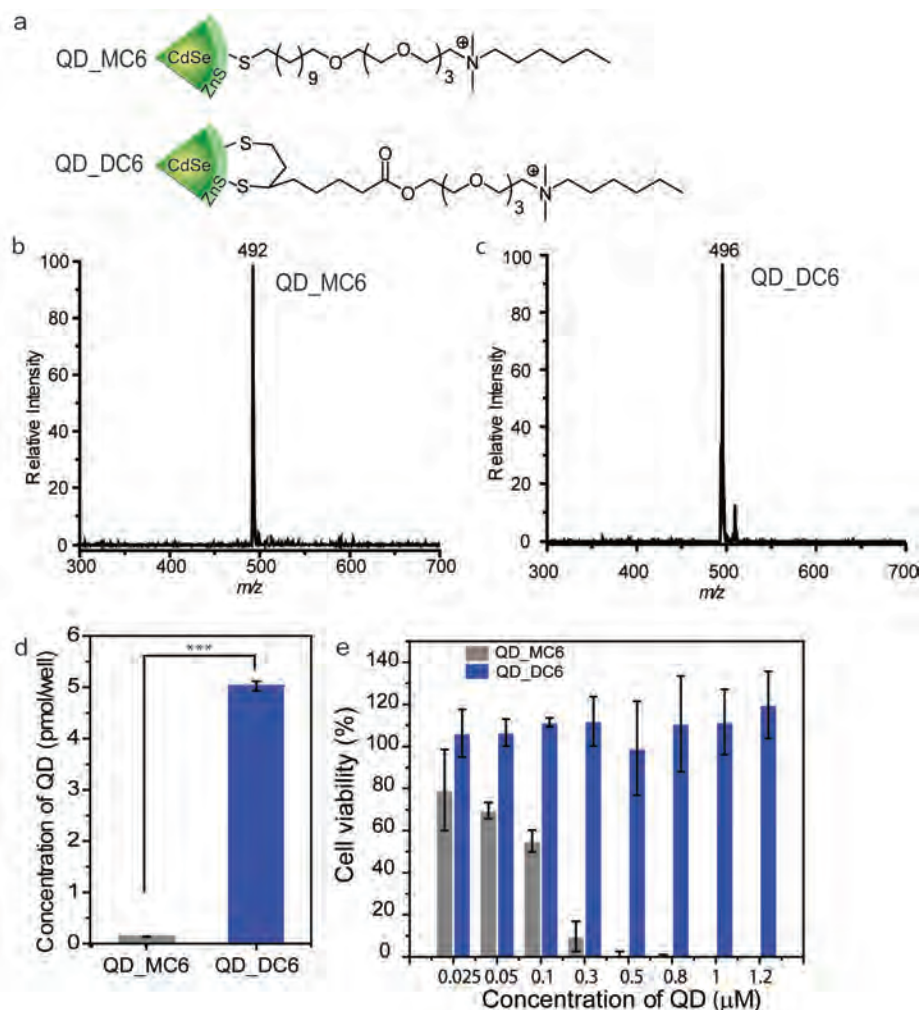 a
QD_MC6
CdSe
ZnS
S
9
O
O
3
⊕
N
QD_DC6
CdSe
ZnS
S
S
O
O
O
3
⊕
N
b
492
QD_MC6
100
80
60
40
20
0
Relative Intensity
300 400 500 600 700
m/z
c
496
QD_DC6
100
80
60
40
20
0
Relative Intensity
300 400 500 600 700
m/z
d
***
6
5
4
3
2
1
0
Concentration of QD (pmol/well)
QD_MC6 QD_DC6
e
QD_MC6
QD_DC6
140
120
100
80
60
40
20
0
Cell viability (%)
0.025 0.05 0.1 0.3 0.5 0.8 1 1.2
Concentration of QD (μM)